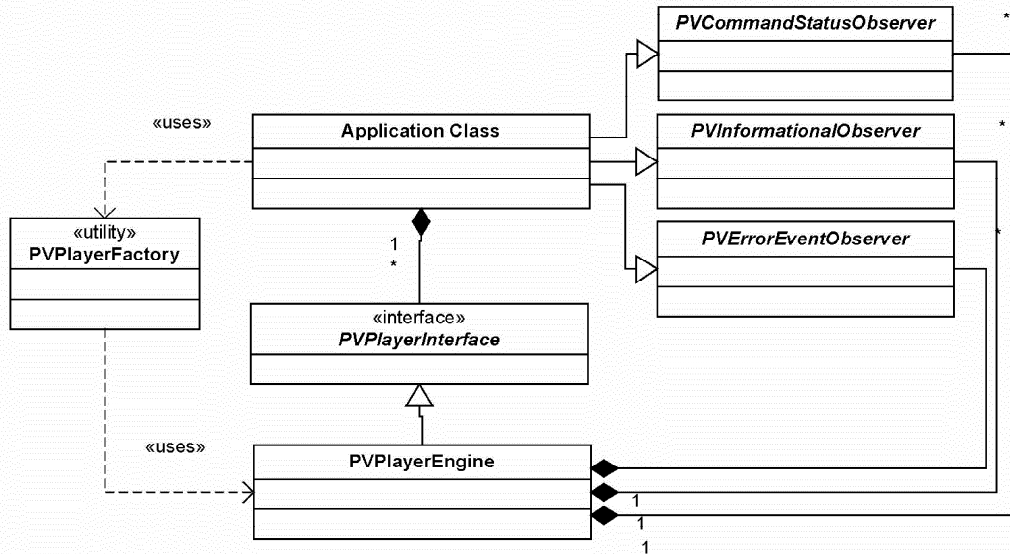 PVCommandStatusObserver
*
«uses»
Application Class
PVInformationalObserver
*
«utility»
PVPlayerFactory
PVErrorEventObserver
*
1
*
«interface»
PVPlayerInterface
«uses»
PVPlayerEngine
1
1
1